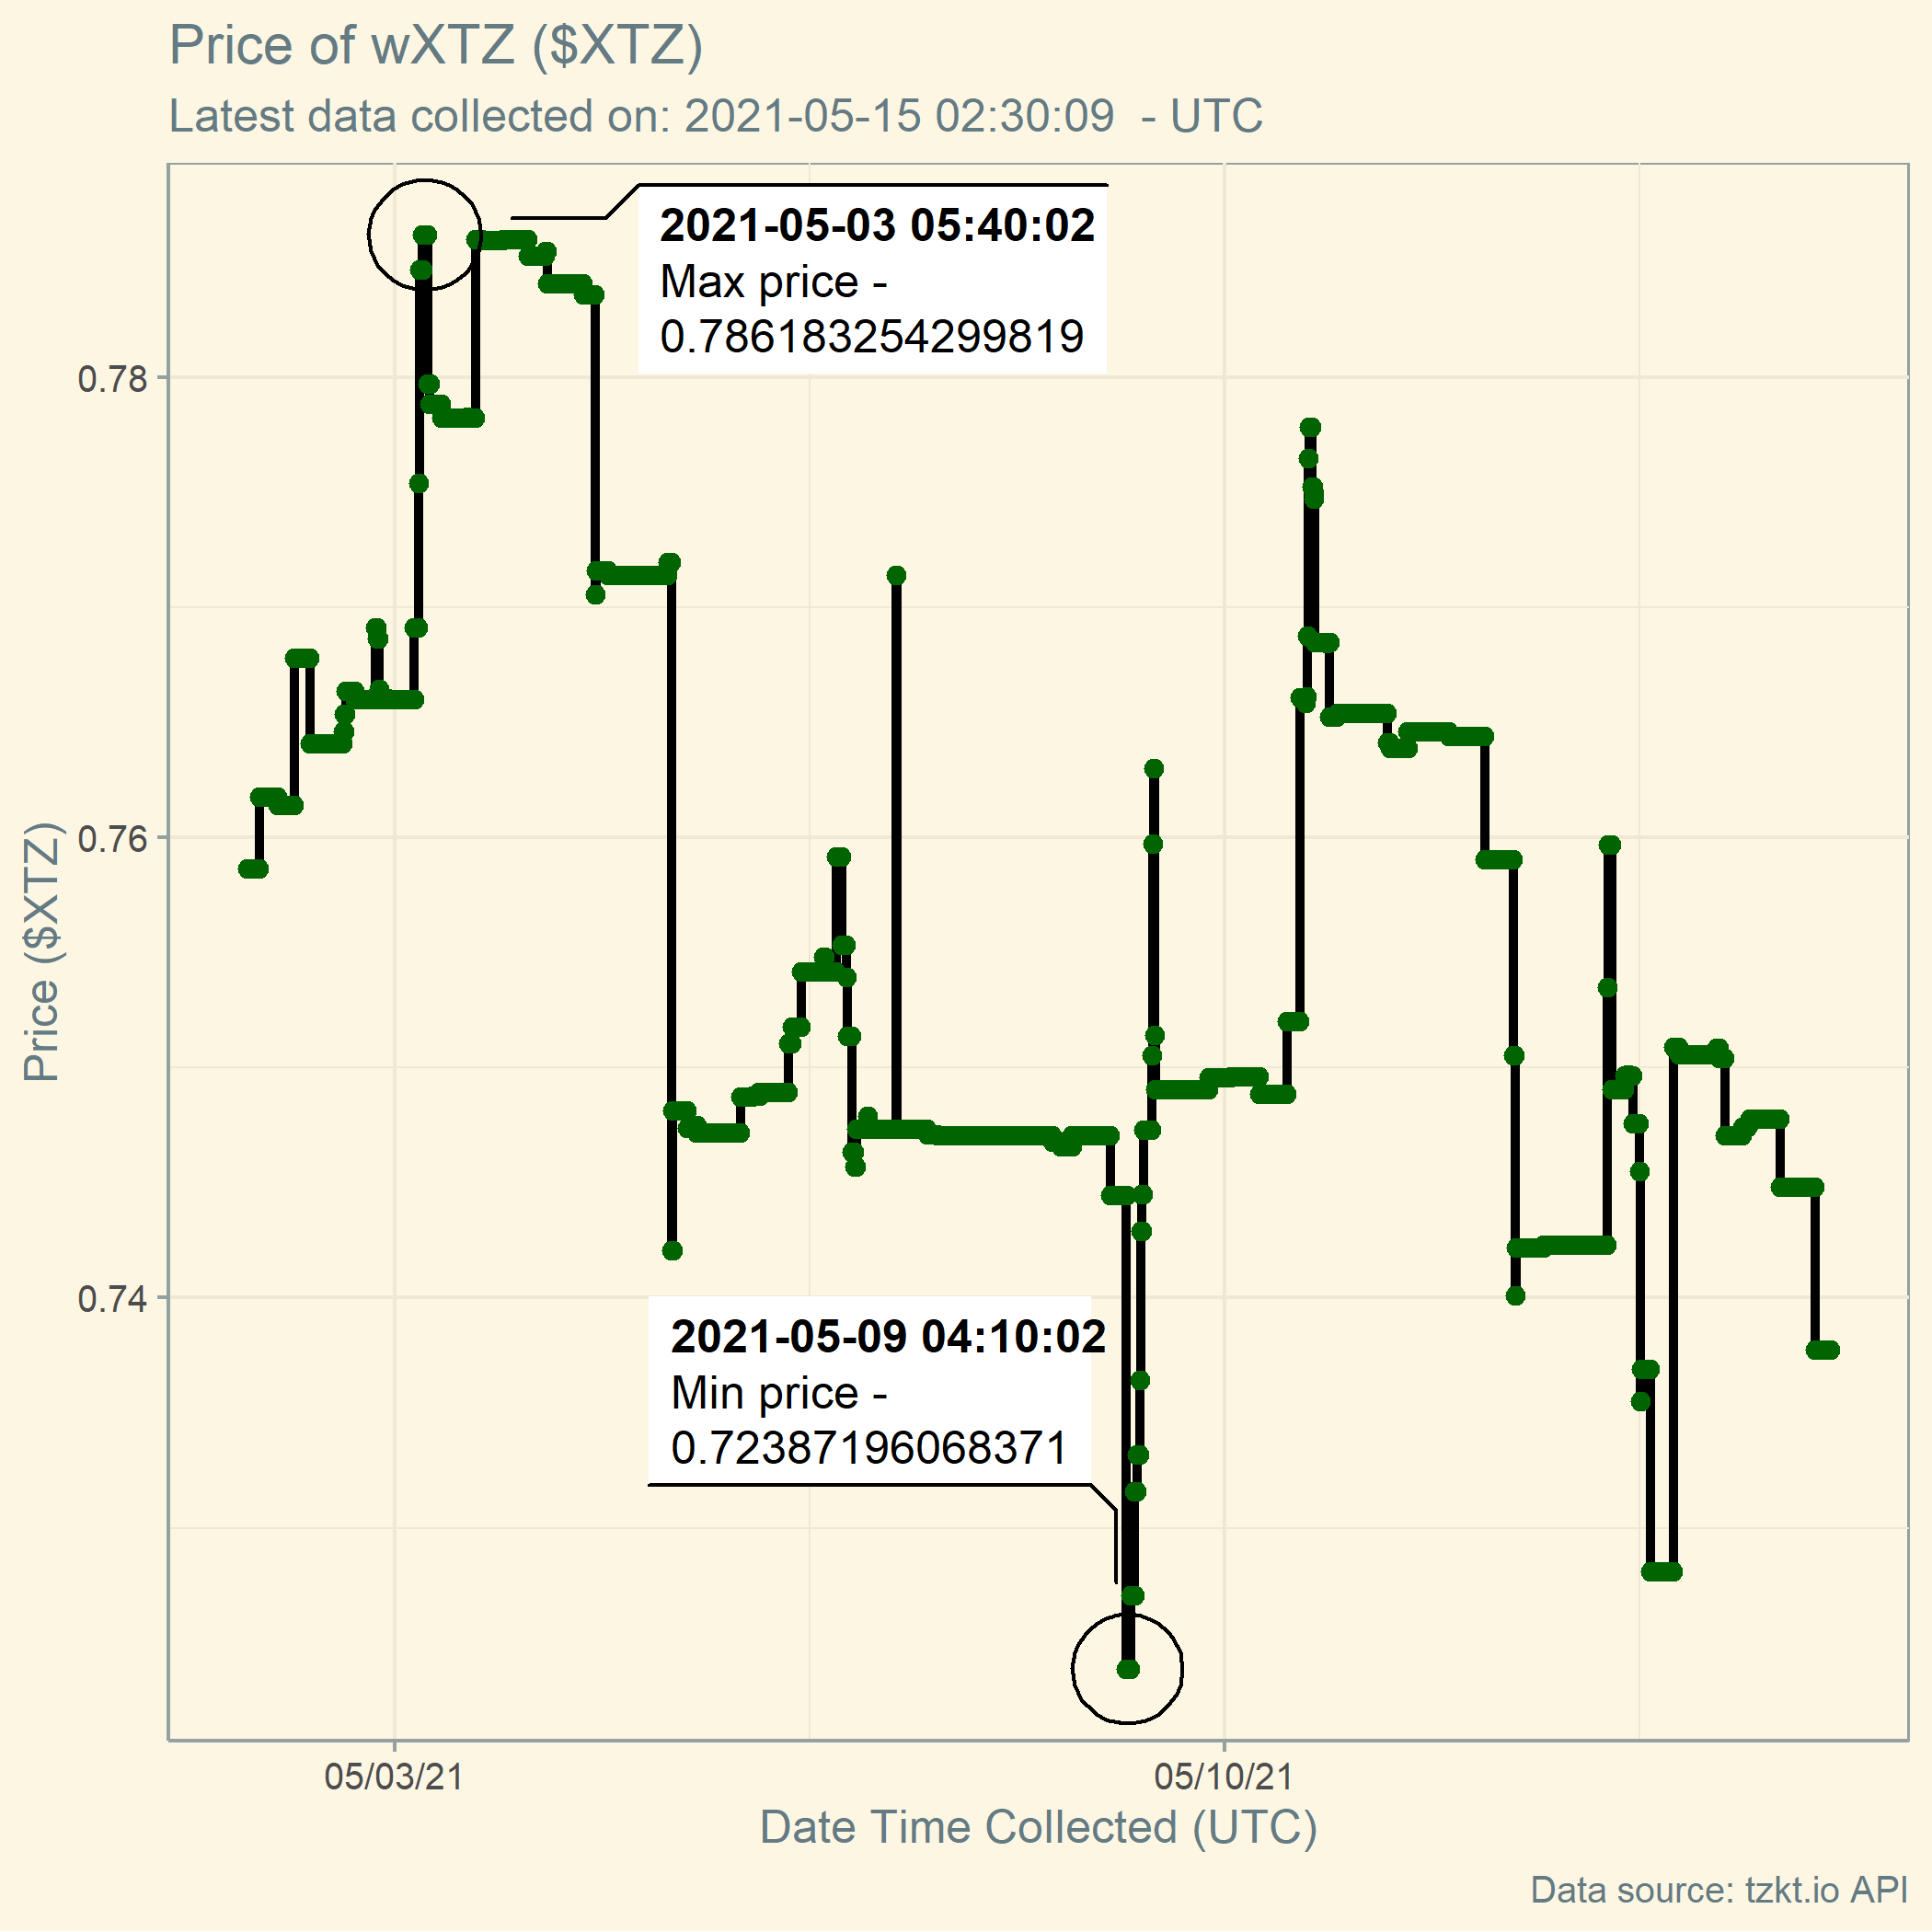 Price of wXTZ ($XTZ)
Latest data collected on: 2021-05-15 02:30:09  - UTC
2021-05-03 05:40:02
Max price -
0.786183254299819
0.78
0.76
Price ($XTZ)
0.74
2021-05-09 04:10:02
Min price -
0.72387196068371
05/03/21
05/10/21
Date Time Collected (UTC)
Data source: tzkt.io API